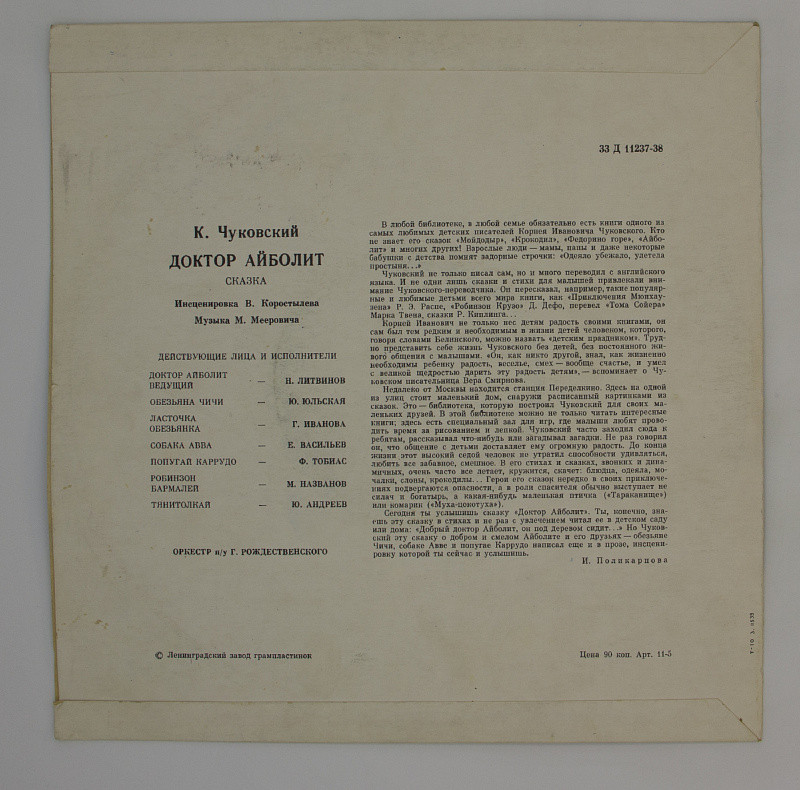 33 Д 11237-38
К. Чуковский
ДОКТОР АЙБОЛИТ
СКАЗКА
Инсценировка В. Коростылева
Музыка М. Мееровича
ДЕЙСТВУЮЩИЕ ЛИЦА И ИСПОЛНИТЕЛИ
ДОКТОР АЙБОЛИТ
ВЕДУЩИЙ — Н. ЛИТВИНОВ
ОБЕЗЬЯНА ЧИЧИ — Ю. ЮЛЬСКАЯ
ЛАСТОЧКА
ОБЕЗЬЯНКА — Г. ИВАНОВА
СОБАКА АВВА — Е. ВАСИЛЬЕВ
ПОПУГАЙ КАРРУДО — Ф. ТОБИАС
РОБИНЗОН
БАРМАЛЕЙ — М. НАЗВАНОВ
ТЯНИТОЛКАЙ — Ю. АНДРЕЕВ
ОРКЕСТР п/у Г. РОЖДЕСТВЕНСКОГО
В любой библиотеке, в любой семье обязательно есть книги одного из
самых любимых детских писателей Корнея Ивановича Чуковского. Кто
не знает его сказок «Мойдодыр», «Крокодил», «Федорино горе», «Айбо-
лит» и многих других! Взрослые люди — мамы, папы и даже некоторые
бабушки с детства помнят задорные строчки: «Одеяло убежало, улетела
простыня...»
Чуковский не только писал сам, но и много переводил с английского
языка. И не одни лишь сказки и стихи для малышей привлекали вни-
мание Чуковского-переводчика. Он пересказал, например, такие популяр-
ные и любимые детьми всего мира книги, как «Приключения Мюнхау-
зена» Р. Э. Распе, «Робинзон Крузо» Д. Дефо, перевел «Тома Сойера»
Марка Твена, сказки Р. Киплинга...
Корней Иванович не только нес детям радость своими книгами, он
сам был тем редким и необходимым в жизни детей человеком, которого,
говоря словами Белинского, можно назвать «детским праздником». Труд-
но представить себе жизнь Чуковского без детей, без постоянного жи-
вого общения с малышами. «Он, как никто другой, знал, как жизненно
необходимы ребенку радость, веселье, смех — вообще счастье, и умел
с великой щедростью дарить эту радость детям», — вспоминает о Чу-
ковском писательница Вера Смирнова.
Недалеко от Москвы находится станция Переделкино. Здесь на одной
из улиц стоит маленький дом, снаружи расписанный картинками из
сказок. Это — библиотека, которую построил Чуковский для своих ма-
леньких друзей. В этой библиотеке можно не только читать интересные
книги; здесь есть специальный зал для игр, где малыши любят прово-
дить время за рисованием и лепкой. Чуковский часто заходил сюда к
ребятам, рассказывал что-нибудь или загадывал загадки. Не раз говорил
он, что общение с детьми доставляет ему огромную радость. До конца
жизни этот высокий седой человек не утратил способности удивляться,
любить все забавное, смешное. В его стихах и сказках, звонких и дина-
мичных, очень часто все летает, кружится, скачет: блюдца, одеяла, мо-
чалки, слоны, крокодилы... Герои его сказок нередко в своих приключе-
ниях подвергаются опасности, а в роли спасителя обычно выступает не
силач и богатырь, а какая-нибудь маленькая птичка («Тараканище»)
или комарик («Муха-цокотуха»).
Сегодня ты услышишь сказку «Доктор Айболит». Ты, конечно, зна-
ешь эту сказку в стихах и не раз с увлечением читал ее в детском саду
или дома: «Добрый доктор Айболит, он под деревом сидит...» Но Чуков-
ский эту сказку о добром и смелом Айболите и его друзьях — обезьяне
Чичи, собаке Авве и попугае Каррудо написал еще и в прозе, инсцени-
ровку которой ты сейчас и услышишь.
И. Поликарпова
© Ленинградский завод грампластинок
Цена 90 коп. Арт. 11-5